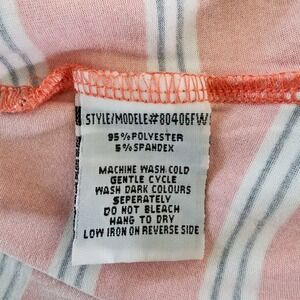 STYLE/MODELE#80406FW
95%POLYESTER
5%SPANDEX
MACHINE WASH COLD
GENTLE CYCLE
WASH DARK COLOURS
SEPERATELY
DO NOT BLEACH
HANG TO DRY
LOW IRON ON REVERSE SIDE